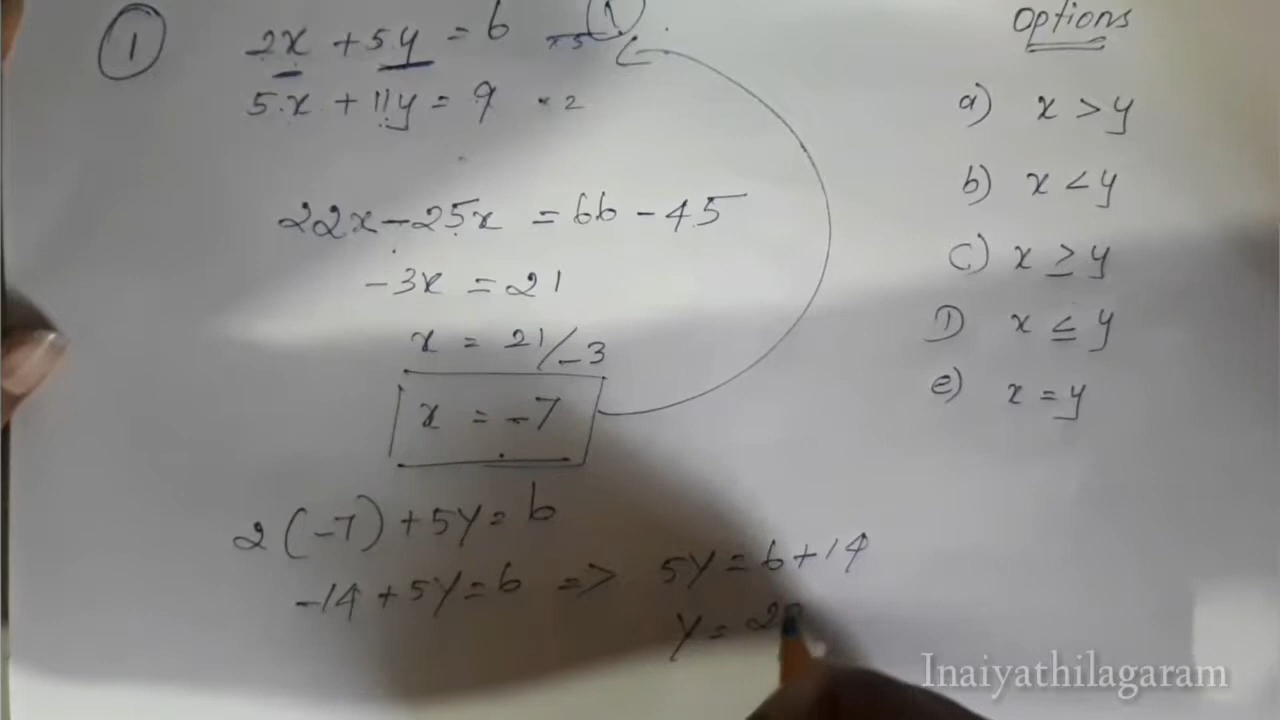 ① 2x + 5y = 6 ×5 ①
5x + 11y = 9 × 2
22x - 25x = 66 - 45
-3x = 21
x = 21/-3
x = -7
2(-7) + 5y = 6
-14 + 5y = 6 => 5y = 6 + 14
y = 2
Options
a) x > y
b) x < y
c) x ≥ y
D) x ≤ y
e) x = y
Inaiyathilagaram